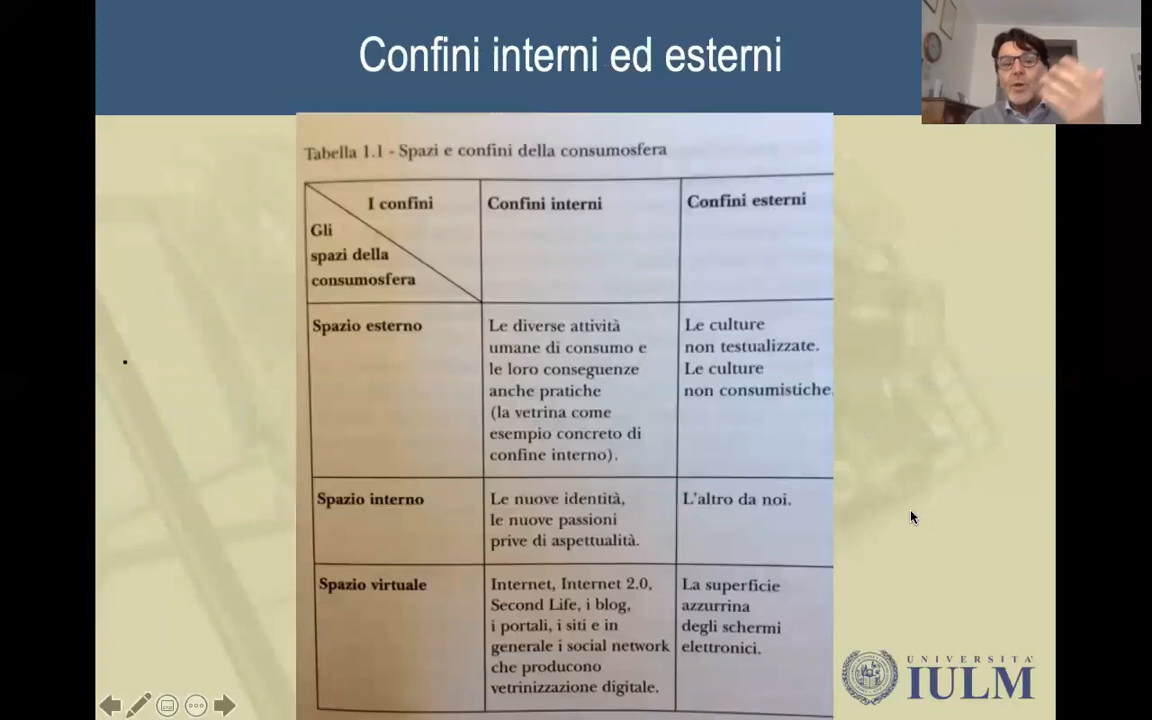 Confini interni ed esterni
Tabella 1.1 - Spazi e confini della consumosfera
I confini
Gli
spazi della
consumosfera
Confini interni
Confini esterni
Spazio esterno
Le diverse attività
umane di consumo e
le loro conseguenze
anche pratiche
(la vetrina come
esempio concreto di
confine interno).
Le culture
non testualizzate.
Le culture
non consumistiche.
Spazio interno
Le nuove identità,
le nuove passioni
prive di aspettualità.
L'altro da noi.
Spazio virtuale
Internet, Internet 2.0,
Second Life, i blog,
i portali, i siti e in
generale i social network
che producono
vetrinizzazione digitale.
La superficie
azzurrina
degli schermi
elettronici.
UNIVERSITA'
IULM